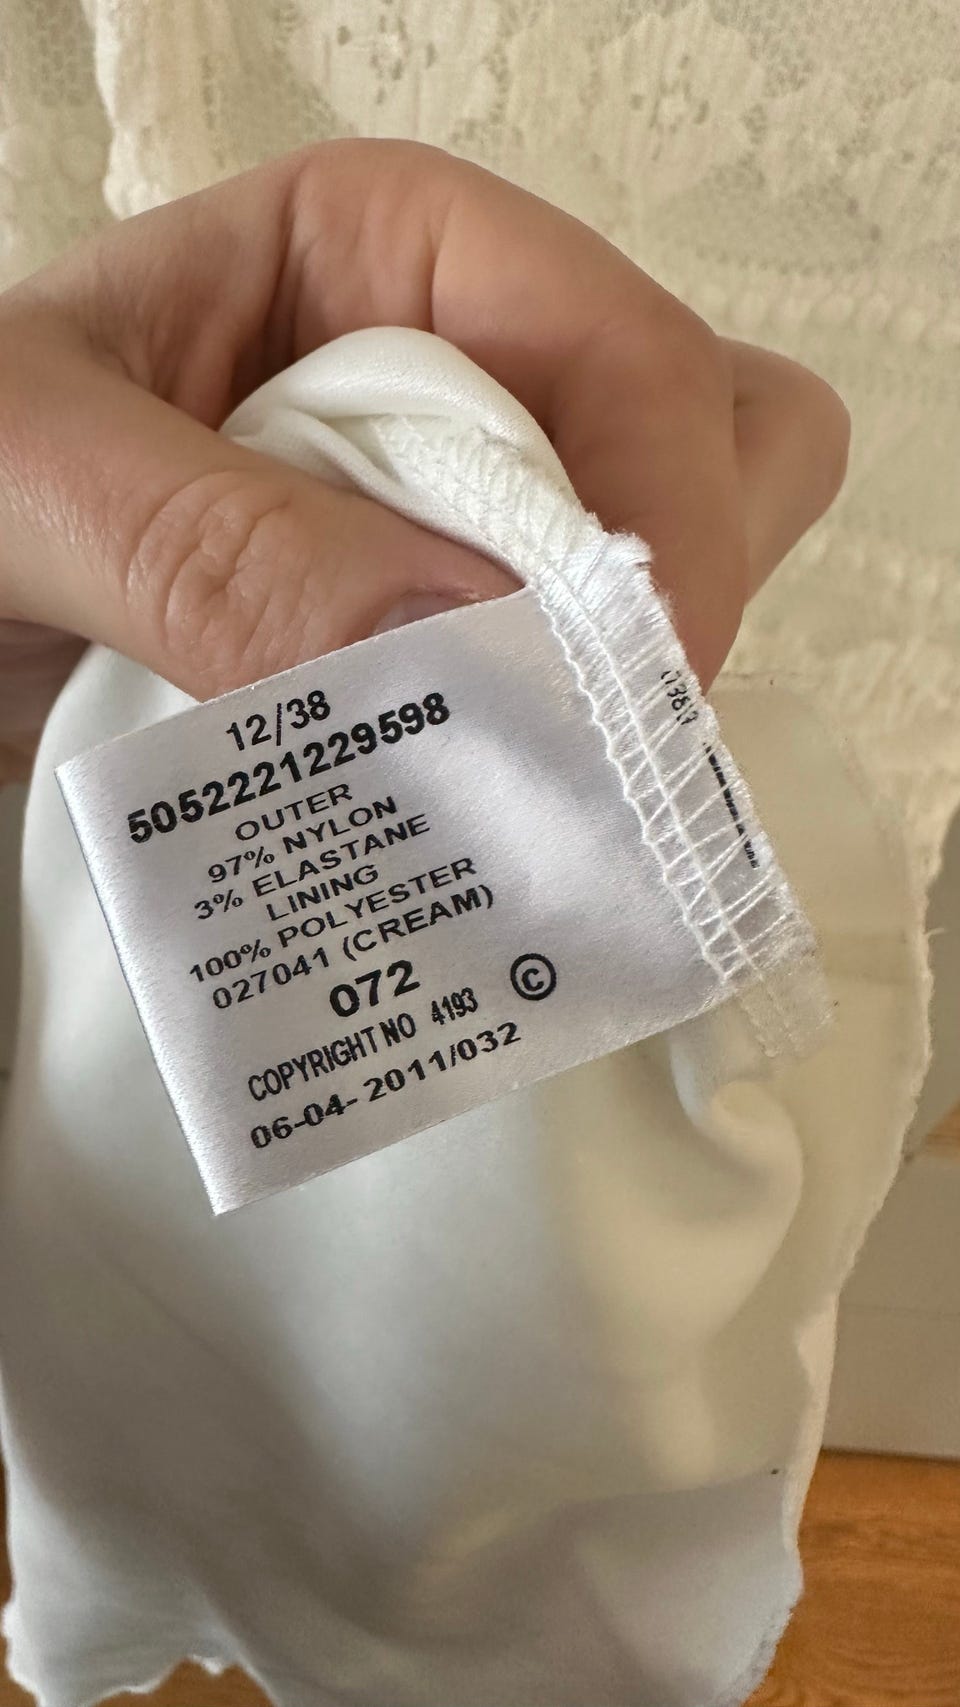 12/38
5052221229598
OUTER
97% NYLON
3% ELASTANE
LINING
100% POLYESTER
027041 (CREAM)
072
COPYRIGHT NO 4193 ©
06-04-2011/032